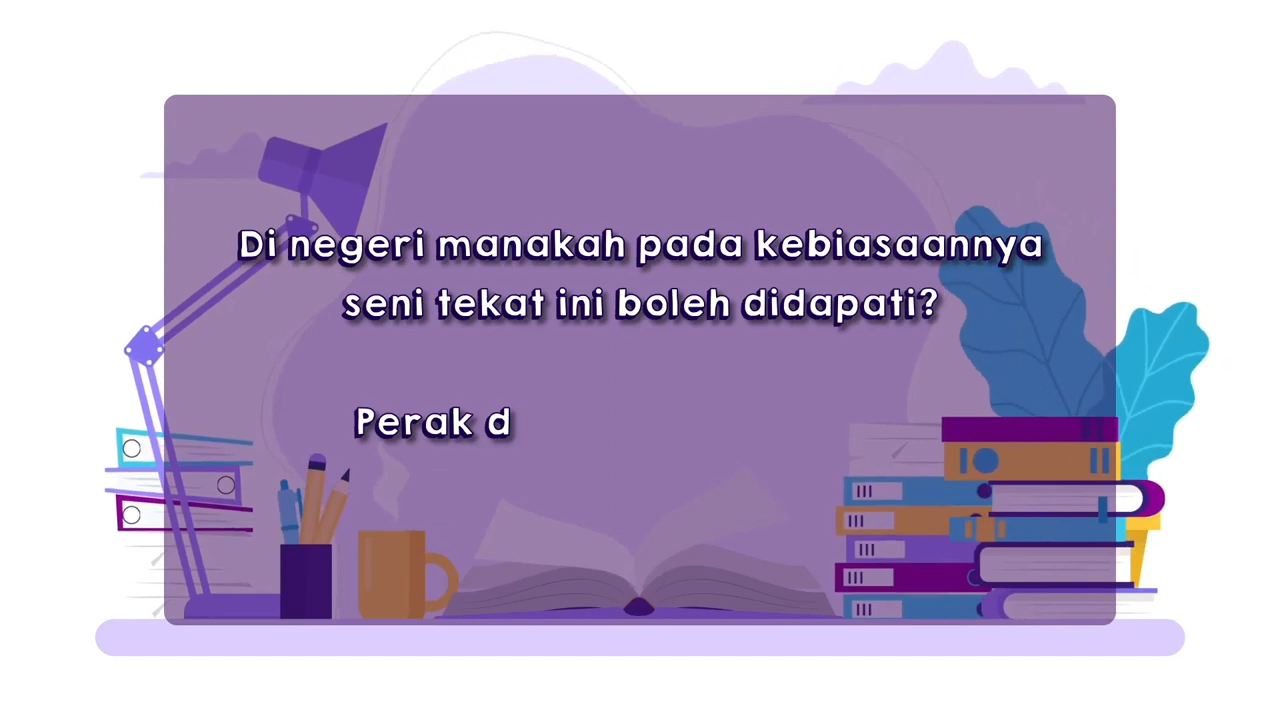 Di negeri manakah pada kebiasaannya
seni tekat ini boleh didapati?
Perak d